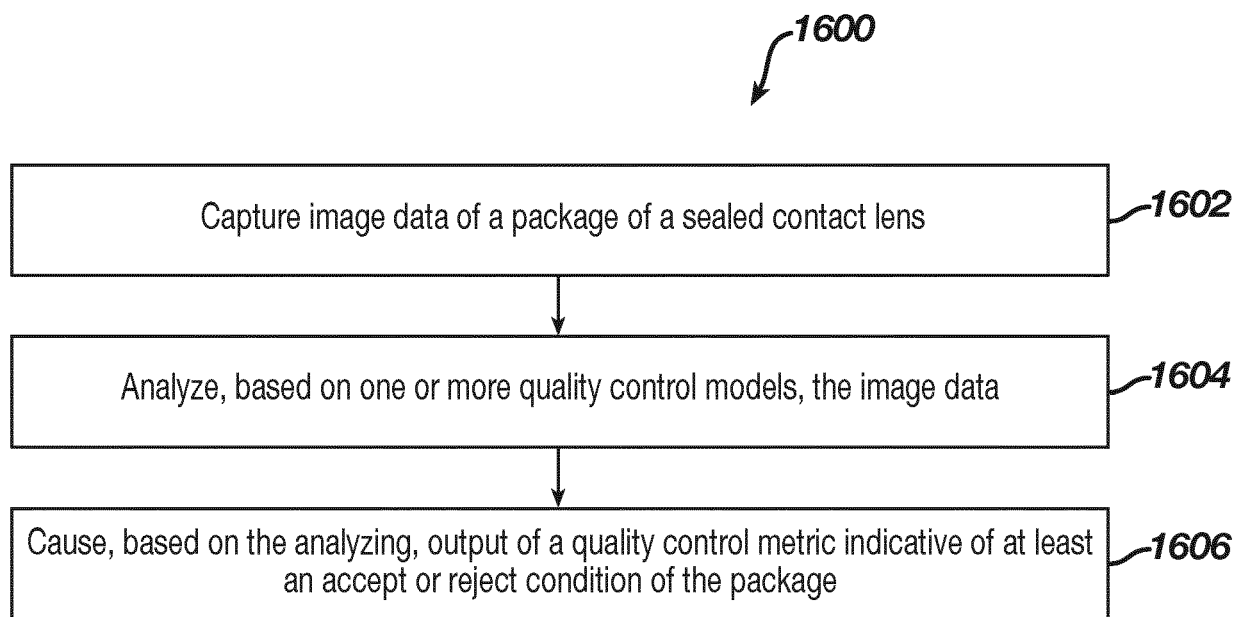 1600
Capture image data of a package of a sealed contact lens
1602
Analyze, based on one or more quality control models, the image data
1604
Cause, based on the analyzing, output of a quality control metric indicative of at least
an accept or reject condition of the package
1606